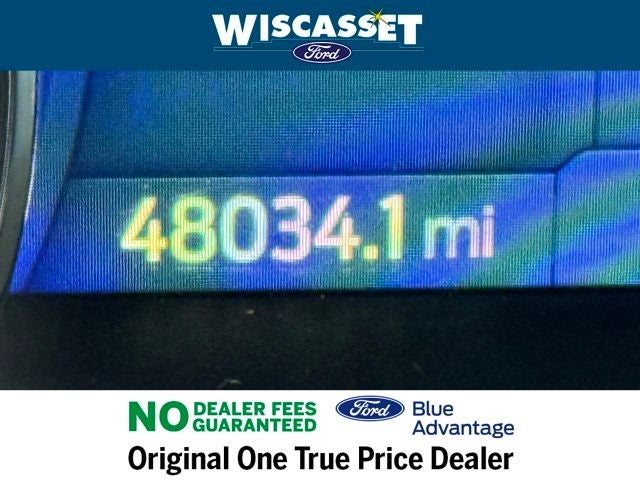 WISCASSET
Ford
48034.1 mi
NO DEALER FEES GUARANTEED
Ford Blue Advantage
Original One True Price Dealer